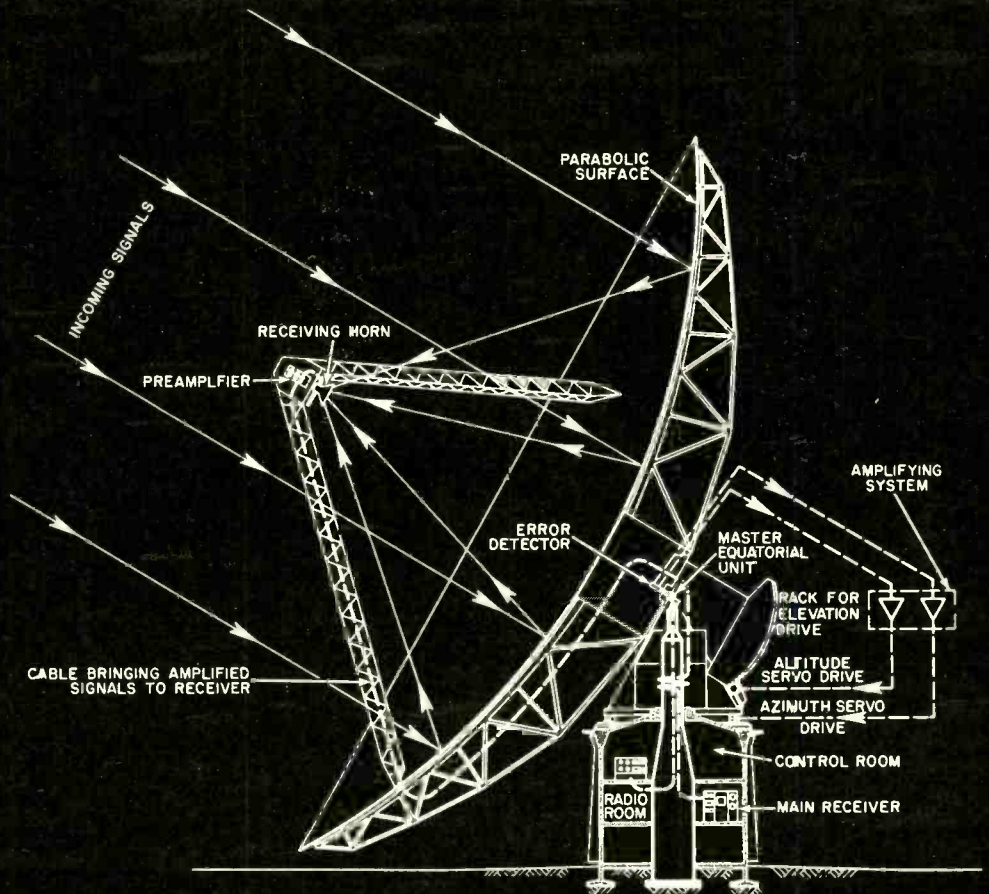 PARABOLIC
SURFACE
INCOMING SIGNALS
RECEIVING HORN
PREAMPLFIER
AMPLIFYING
SYSTEM
ERROR
DETECTOR
MASTER
EQUATORIAL
UNIT
RACK FOR
ELEVATION
DRIVE
CABLE BRINGING AMPLIFIED
SIGNALS TO RECEIVER
ALTITUDE
SERVO DRIVE
AZIMUTH SERVO
DRIVE
CONTROL ROOM
RADIO
ROOM
MAIN RECEIVER